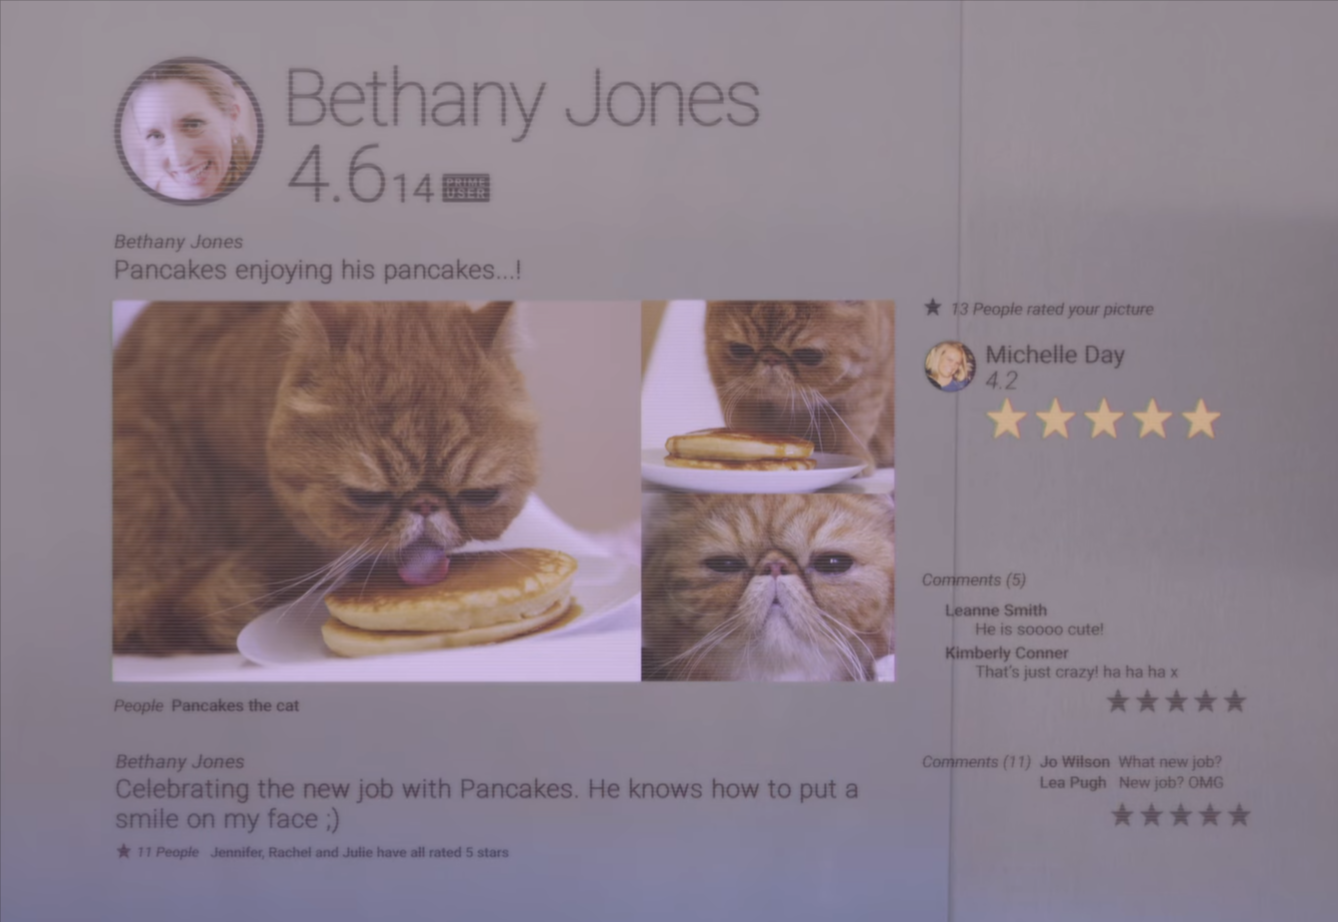 Bethany Jones
4.614 PRIME USER
Bethany Jones
Pancakes enjoying his pancakes...!
★ 13 People rated your picture
Michelle Day
4.2
Comments (5)
Leanne Smith
He is soooo cute!
Kimberly Conner
That's just crazy! ha ha ha x
People Pancakes the cat
Bethany Jones
Celebrating the new job with Pancakes. He knows how to put a
smile on my face ;)
★ 11 People Jennifer, Rachel and Julie have all rated 5 stars
Comments (11) Jo Wilson What new job?
Lea Pugh New job? OMG